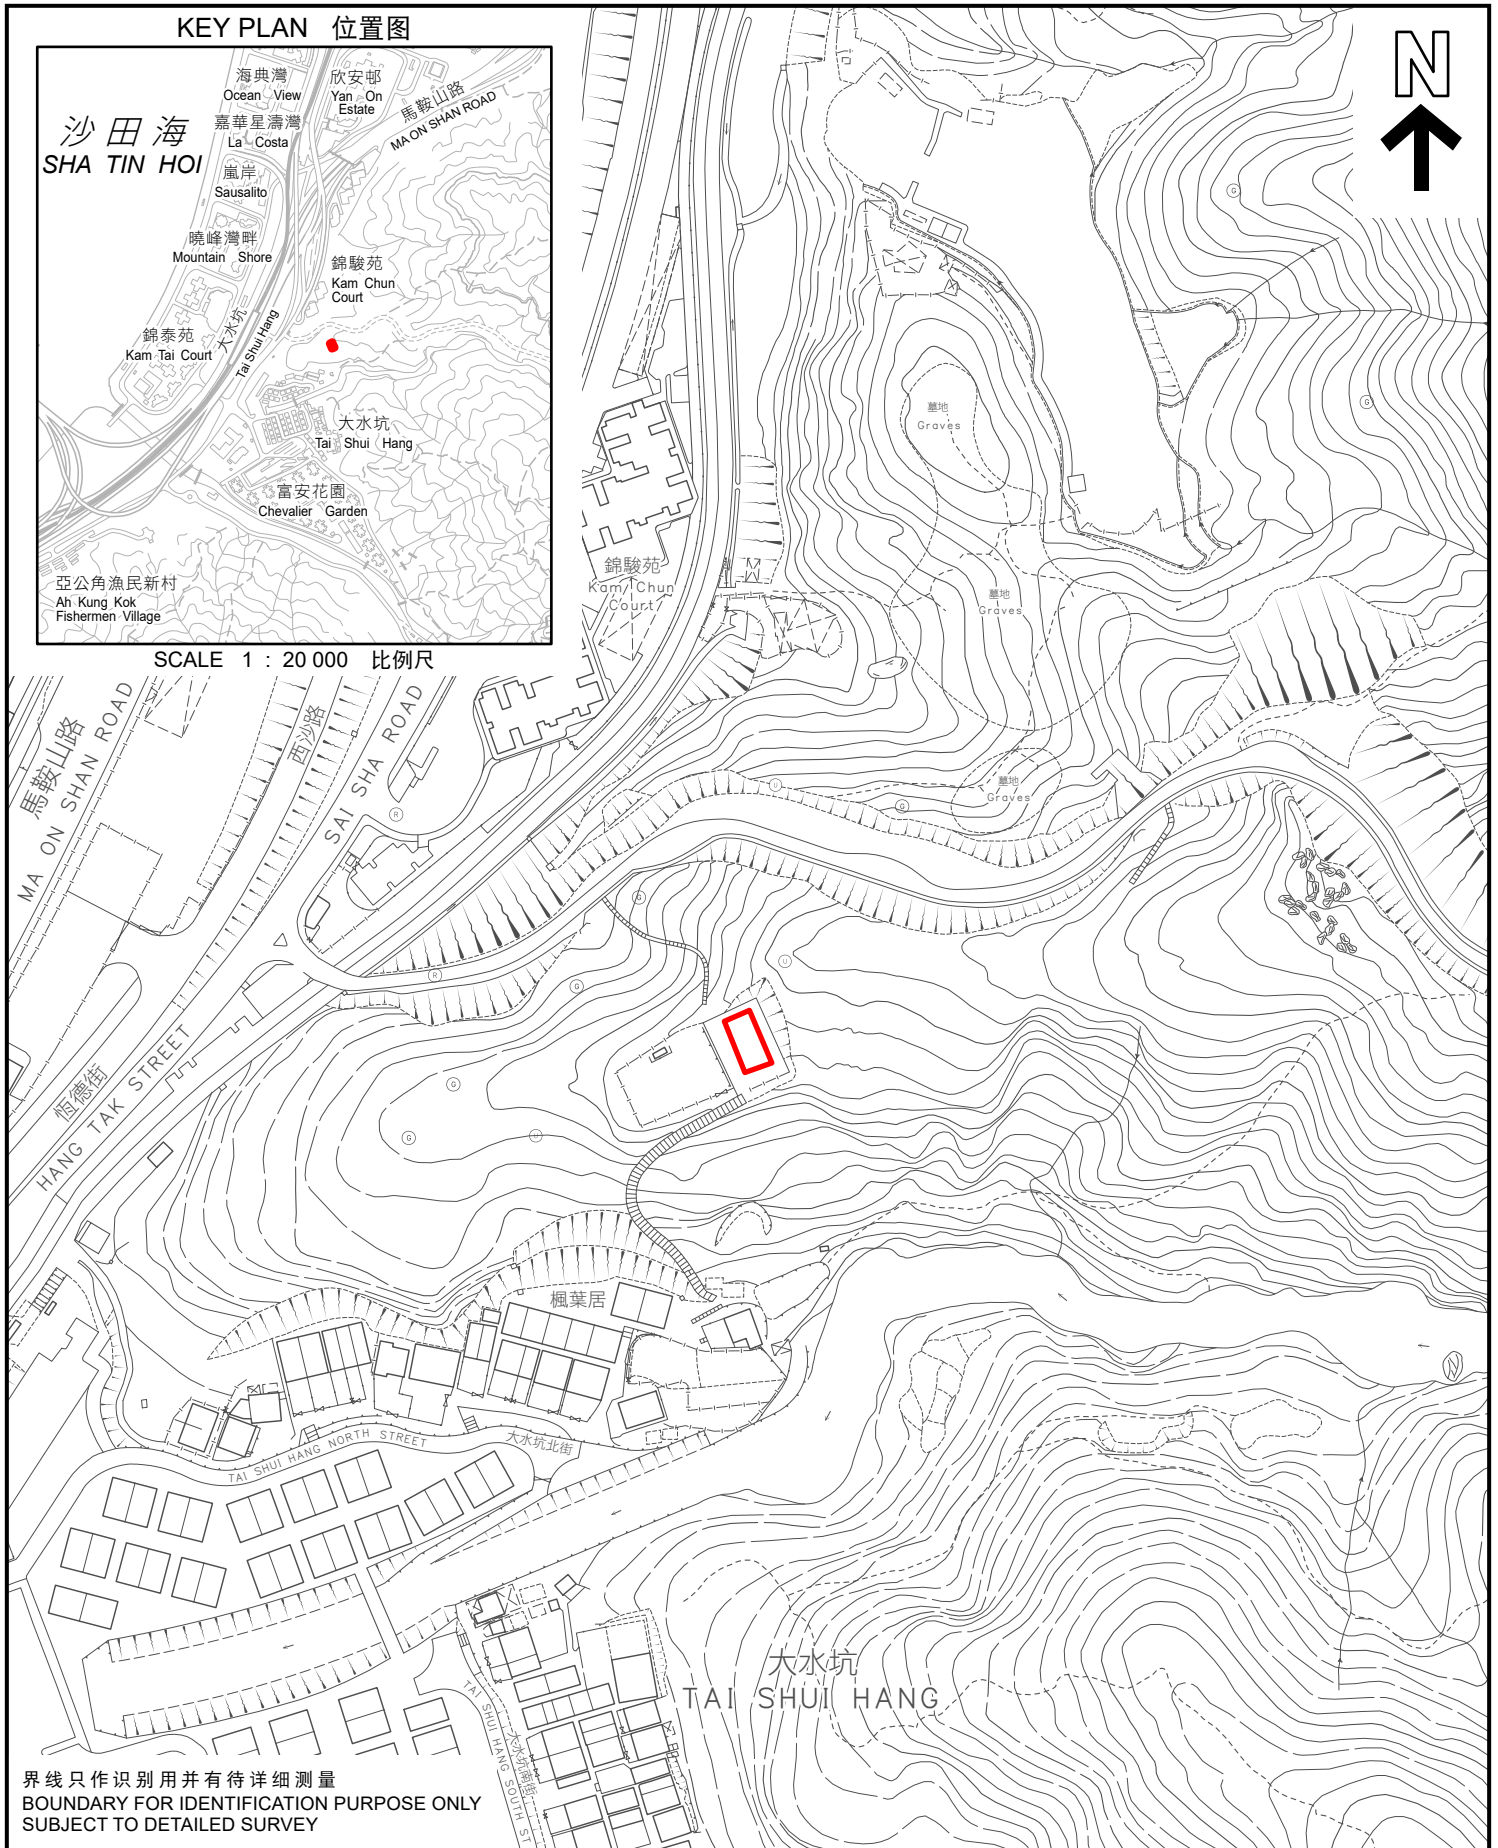 KEY PLAN 位置图
N
海典灣
Ocean View
欣安邨
Yan On
Estate
馬鞍山路
MA ON SHAN ROAD
沙田海
SHA TIN HOI
嘉華星濤灣
La Costa
嵐岸
Sausalito
曉峰灣畔
Mountain Shore
錦駿苑
Kam Chun
Court
錦泰苑
Kam Tai Court
大水坑
Tai Shui Hang
大水坑
Tai Shui Hang
富安花園
Chevalier Garden
亞公角漁民新村
Ah Kung Kok
Fishermen Village
SCALE 1 : 20 000 比例尺
G
G
墓地
Graves
錦駿苑
Kam Chun
Court
墓地
Graves
墓地
Graves
馬鞍山路
MA ON SHAN ROAD
西沙路
SAI SHA ROAD
U
G
R
G
R
G
U
G
G
U
恆德街
HANG TAK STREET
楓葉居
TAI SHUI HANG NORTH STREET
大水坑北街
大水坑
TAI SHUI HANG
TAI SHUI HANG SOUTH ST
大水坑南街
界线只作识别用并有待详细测量
BOUNDARY FOR IDENTIFICATION PURPOSE ONLY
SUBJECT TO DETAILED SURVEY